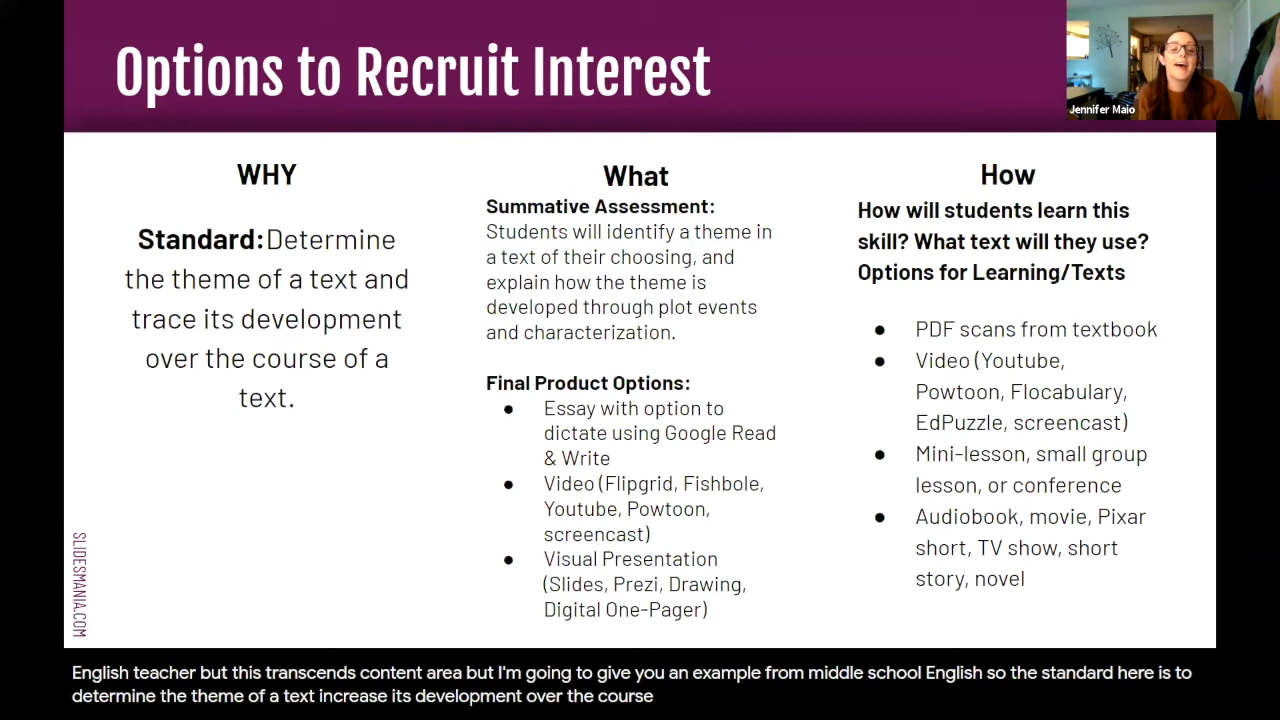 Options to Recruit Interest
Jennifer Maio
WHY
Standard:Determine
the theme of a text and
trace its development
over the course of a
text.
What
Summative Assessment:
Students will identify a theme in
a text of their choosing, and
explain how the theme is
developed through plot events
and characterization.
Final Product Options:
● Essay with option to
dictate using Google Read
& Write
● Video (Flipgrid, Fishbole,
Youtube, Powtoon,
screencast)
● Visual Presentation
(Slides, Prezi, Drawing,
Digital One-Pager)
How
How will students learn this
skill? What text will they use?
Options for Learning/Texts
● PDF scans from textbook
● Video (Youtube,
Powtoon, Flocabulary,
EdPuzzle, screencast)
● Mini-lesson, small group
lesson, or conference
● Audiobook, movie, Pixar
short, TV show, short
story, novel
SLIDESMANIA.COM
English teacher but this transcends content area but I'm going to give you an example from middle school English so the standard here is to
determine the theme of a text increase its development over the course